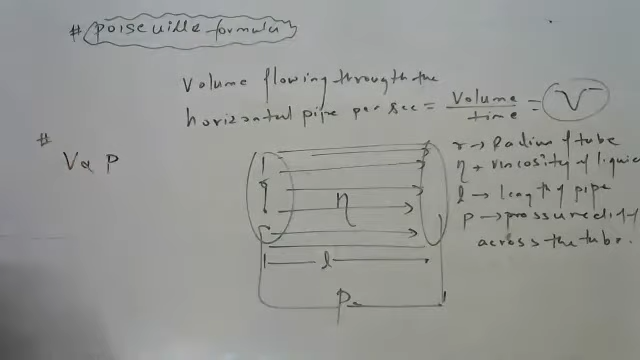 # poiseuille formula
Volume flowing through the
horizontal pipe per sec = Volume/time = V
#
V α P
r → Radius of tube
η → viscosity of liquid
l → length of pipe
P → pressure diff
across the tube.
r
η
l
P